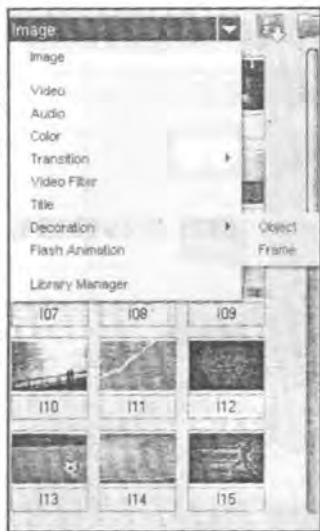 Image
Image
Video
Audio
Color
Transition
Video Filter
Title
Decoration
Object
Flash Animation
Frame
Library Manager
I07 I08 I09
I10 I11 I12
I13 I14 I15